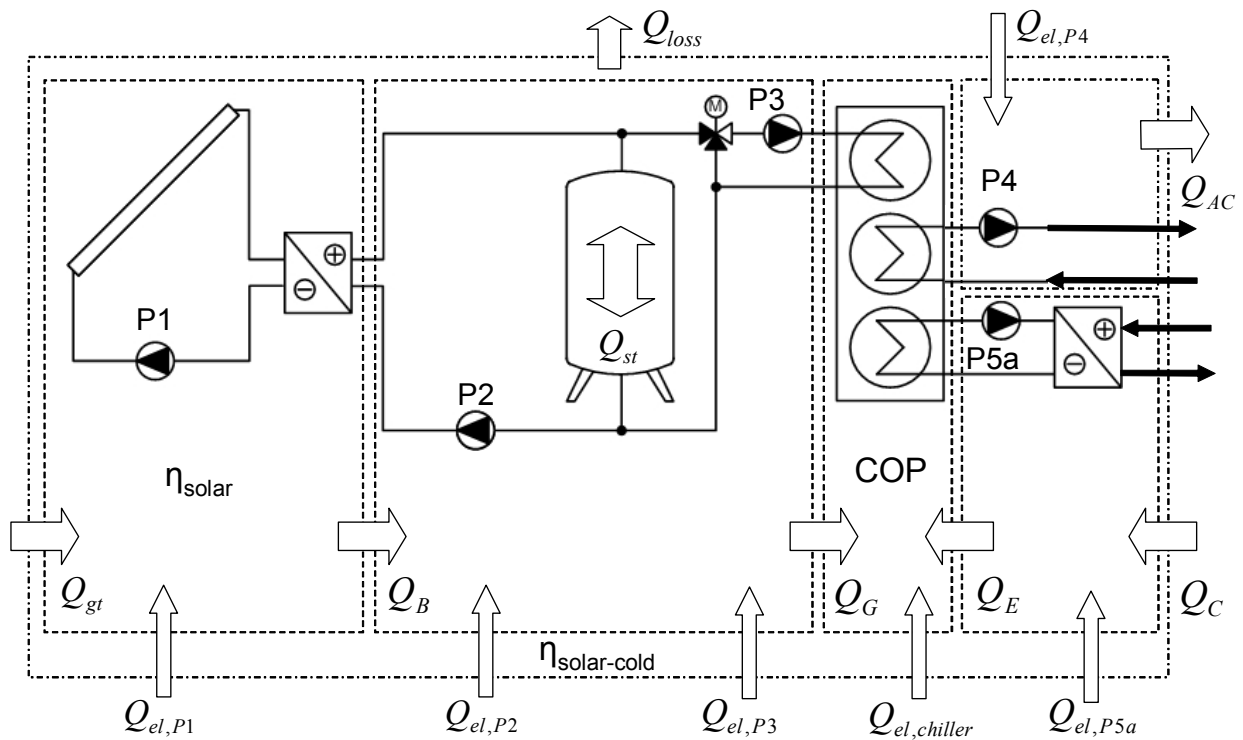 Q_loss
Q_el,P4
M
P3
P4
Q_AC
P1
Q_st
P5a
P2
η_solar
COP
Q_gt
Q_B
Q_G
Q_E
Q_C
η_solar-cold
Q_el,P1
Q_el,P2
Q_el,P3
Q_el,chiller
Q_el,P5a